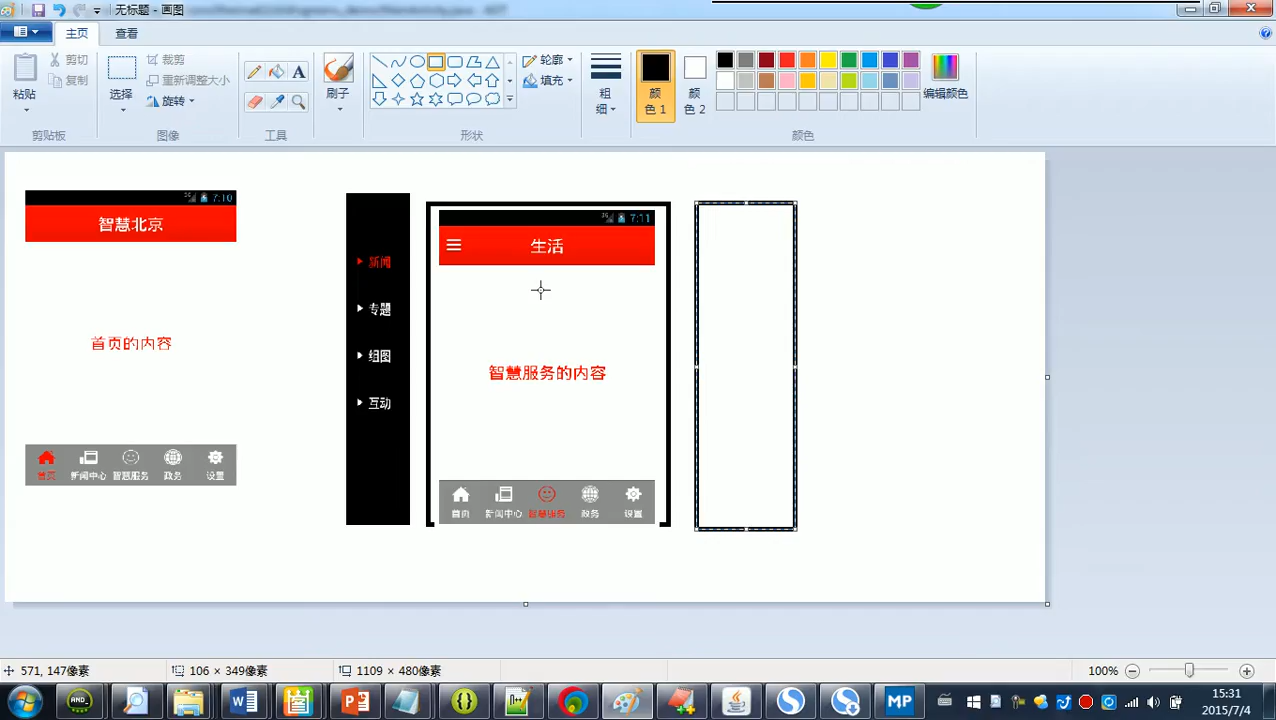 无标题 - 画图
主页
查看
粘贴
剪切
复制
剪贴板
选择
裁剪
重新调整大小
旋转
图像
A
工具
刷子
轮廓
填充
形状
粗
细
颜
色 1
颜
色 2
编辑颜色
颜色
3G 7:10
智慧北京
首页的内容
首页
新闻中心
智慧服务
政务
设置
新闻
专题
组图
互动
3G 7:11
生活
智慧服务的内容
首页
新闻中心
智慧服务
政务
设置
571, 147像素
106 × 349像素
1109 × 480像素
100%
MP
15:31
2015/7/4